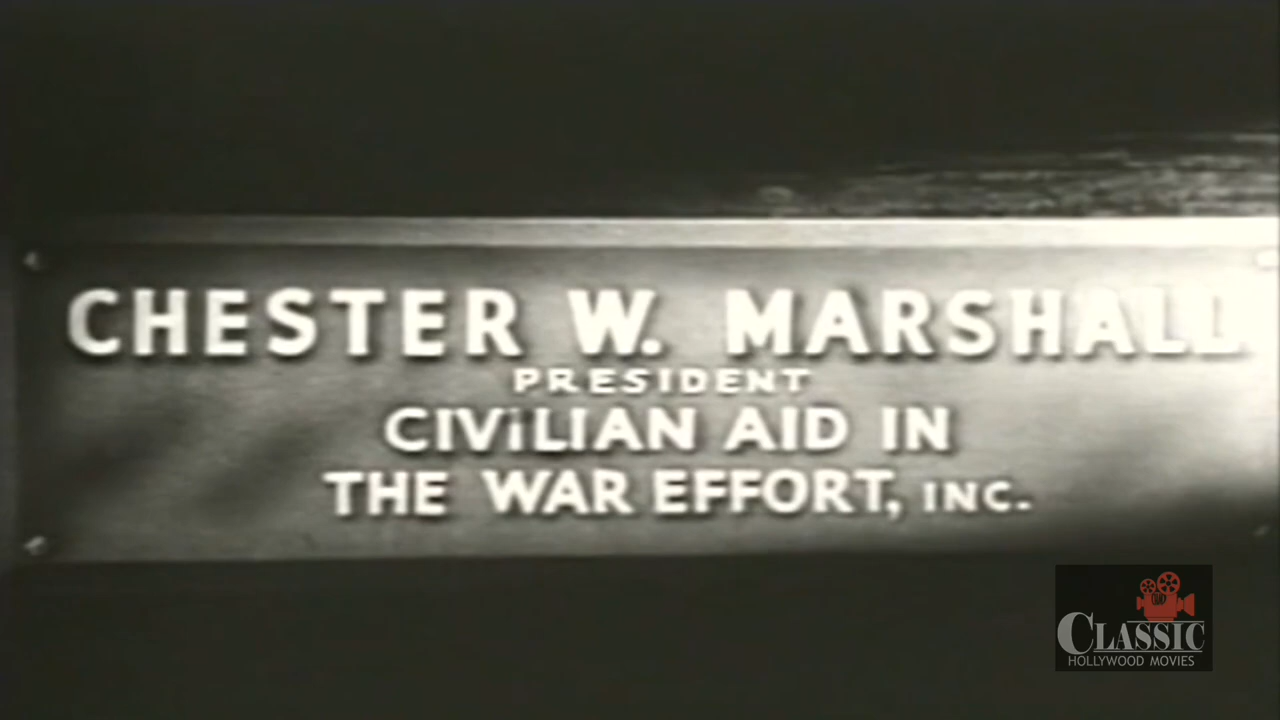 CHESTER W. MARSHALL
PRESIDENT
CIVILIAN AID IN
THE WAR EFFORT, INC.
CLASSIC
HOLLYWOOD MOVIES